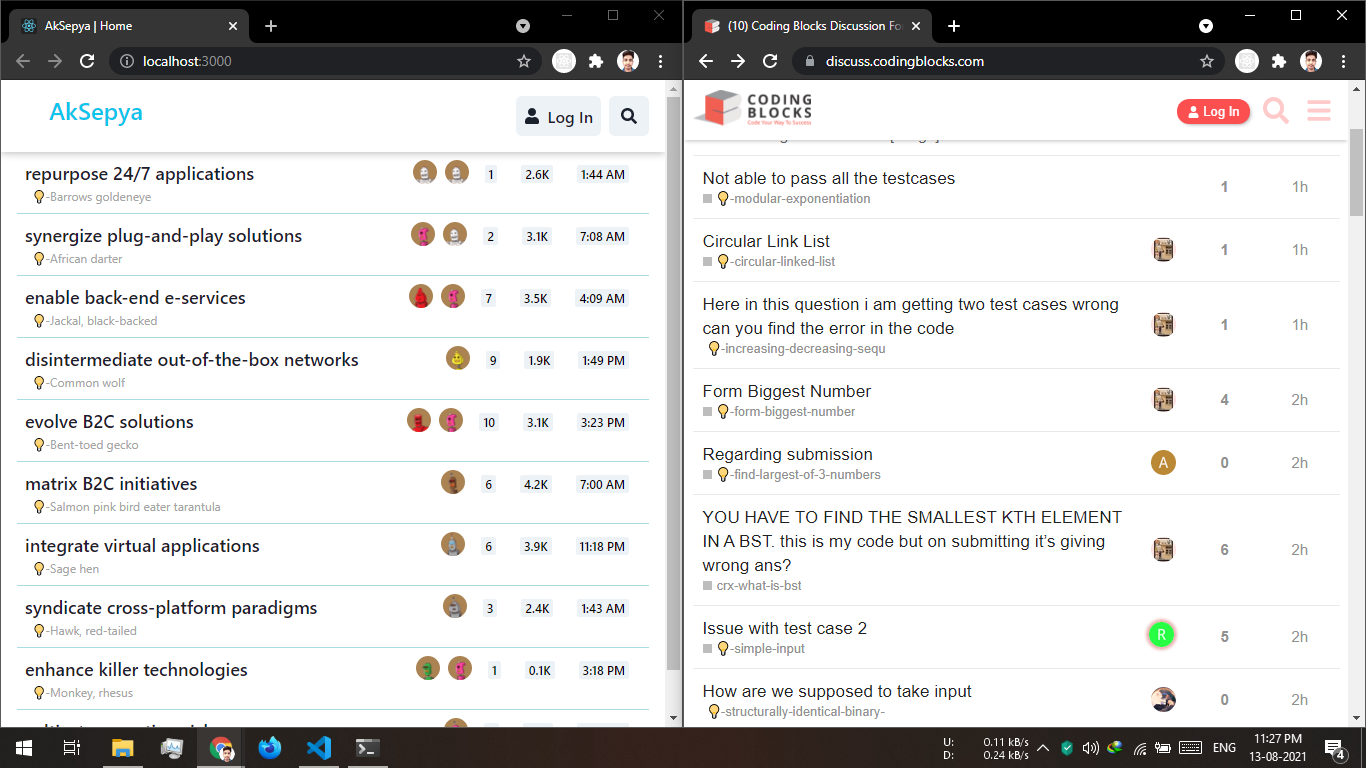 AkSepya | Home
localhost:3000
AkSepya
Log In
repurpose 24/7 applications 1 2.6K 1:44 AM
-Barrows goldeneye
synergize plug-and-play solutions 2 3.1K 7:08 AM
-African darter
enable back-end e-services 7 3.5K 4:09 AM
-Jackal, black-backed
disintermediate out-of-the-box networks 9 1.9K 1:49 PM
-Common wolf
evolve B2C solutions 10 3.1K 3:23 PM
-Bent-toed gecko
matrix B2C initiatives 6 4.2K 7:00 AM
-Salmon pink bird eater tarantula
integrate virtual applications 6 3.9K 11:18 PM
-Sage hen
syndicate cross-platform paradigms 3 2.4K 1:43 AM
-Hawk, red-tailed
enhance killer technologies 1 0.1K 3:18 PM
-Monkey, rhesus
(10) Coding Blocks Discussion Fo
discuss.codingblocks.com
CODING
BLOCKS
Code Your Way To Success
Log In
Not able to pass all the testcases 1 1h
-modular-exponentiation
Circular Link List 1 1h
-circular-linked-list
Here in this question i am getting two test cases wrong
can you find the error in the code 1 1h
-increasing-decreasing-sequ
Form Biggest Number 4 2h
-form-biggest-number
Regarding submission A 0 2h
-find-largest-of-3-numbers
YOU HAVE TO FIND THE SMALLEST KTH ELEMENT
IN A BST. this is my code but on submitting it's giving 6 2h
wrong ans?
crx-what-is-bst
Issue with test case 2 R 5 2h
-simple-input
How are we supposed to take input 0 2h
-structurally-identical-binary-
U: 0.11 kB/s
D: 0.24 kB/s
ENG
11:27 PM
13-08-2021
4